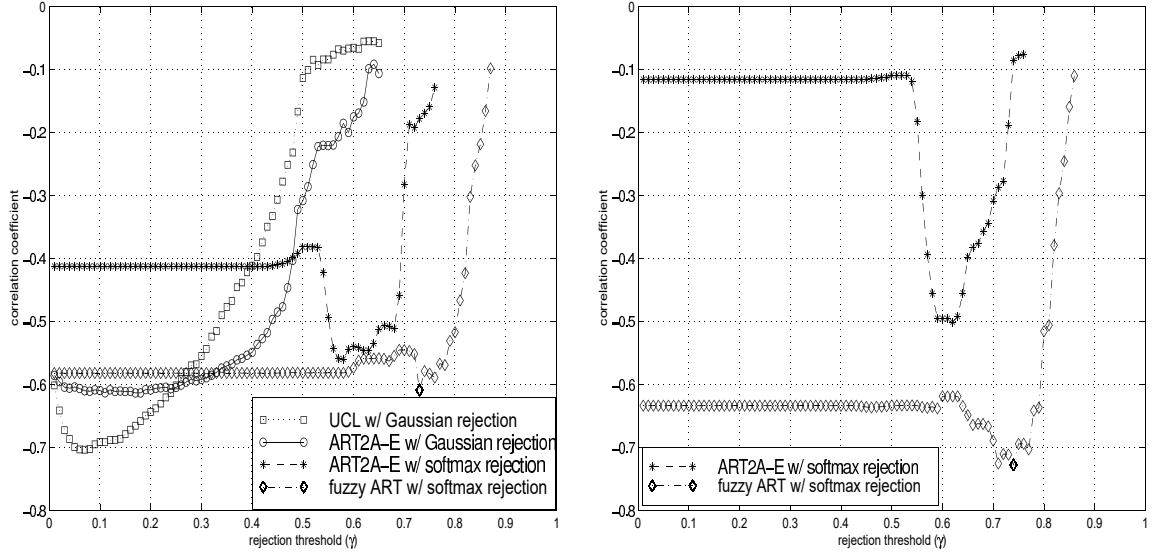 0
−0.1
−0.2
−0.3
−0.4
−0.5
−0.6
−0.7
−0.8
correlation coefficient
0 0.1 0.2 0.3 0.4 0.5 0.6 0.7 0.8 0.9 1
rejection threshold (γ)
UCL w/ Gaussian rejection
ART2A−E w/ Gaussian rejection
ART2A−E w/ softmax rejection
fuzzy ART w/ softmax rejection
0
−0.1
−0.2
−0.3
−0.4
−0.5
−0.6
−0.7
−0.8
correlation coefficient
0 0.1 0.2 0.3 0.4 0.5 0.6 0.7 0.8 0.9 1
rejection threshold (γ)
ART2A−E w/ softmax rejection
fuzzy ART w/ softmax rejection